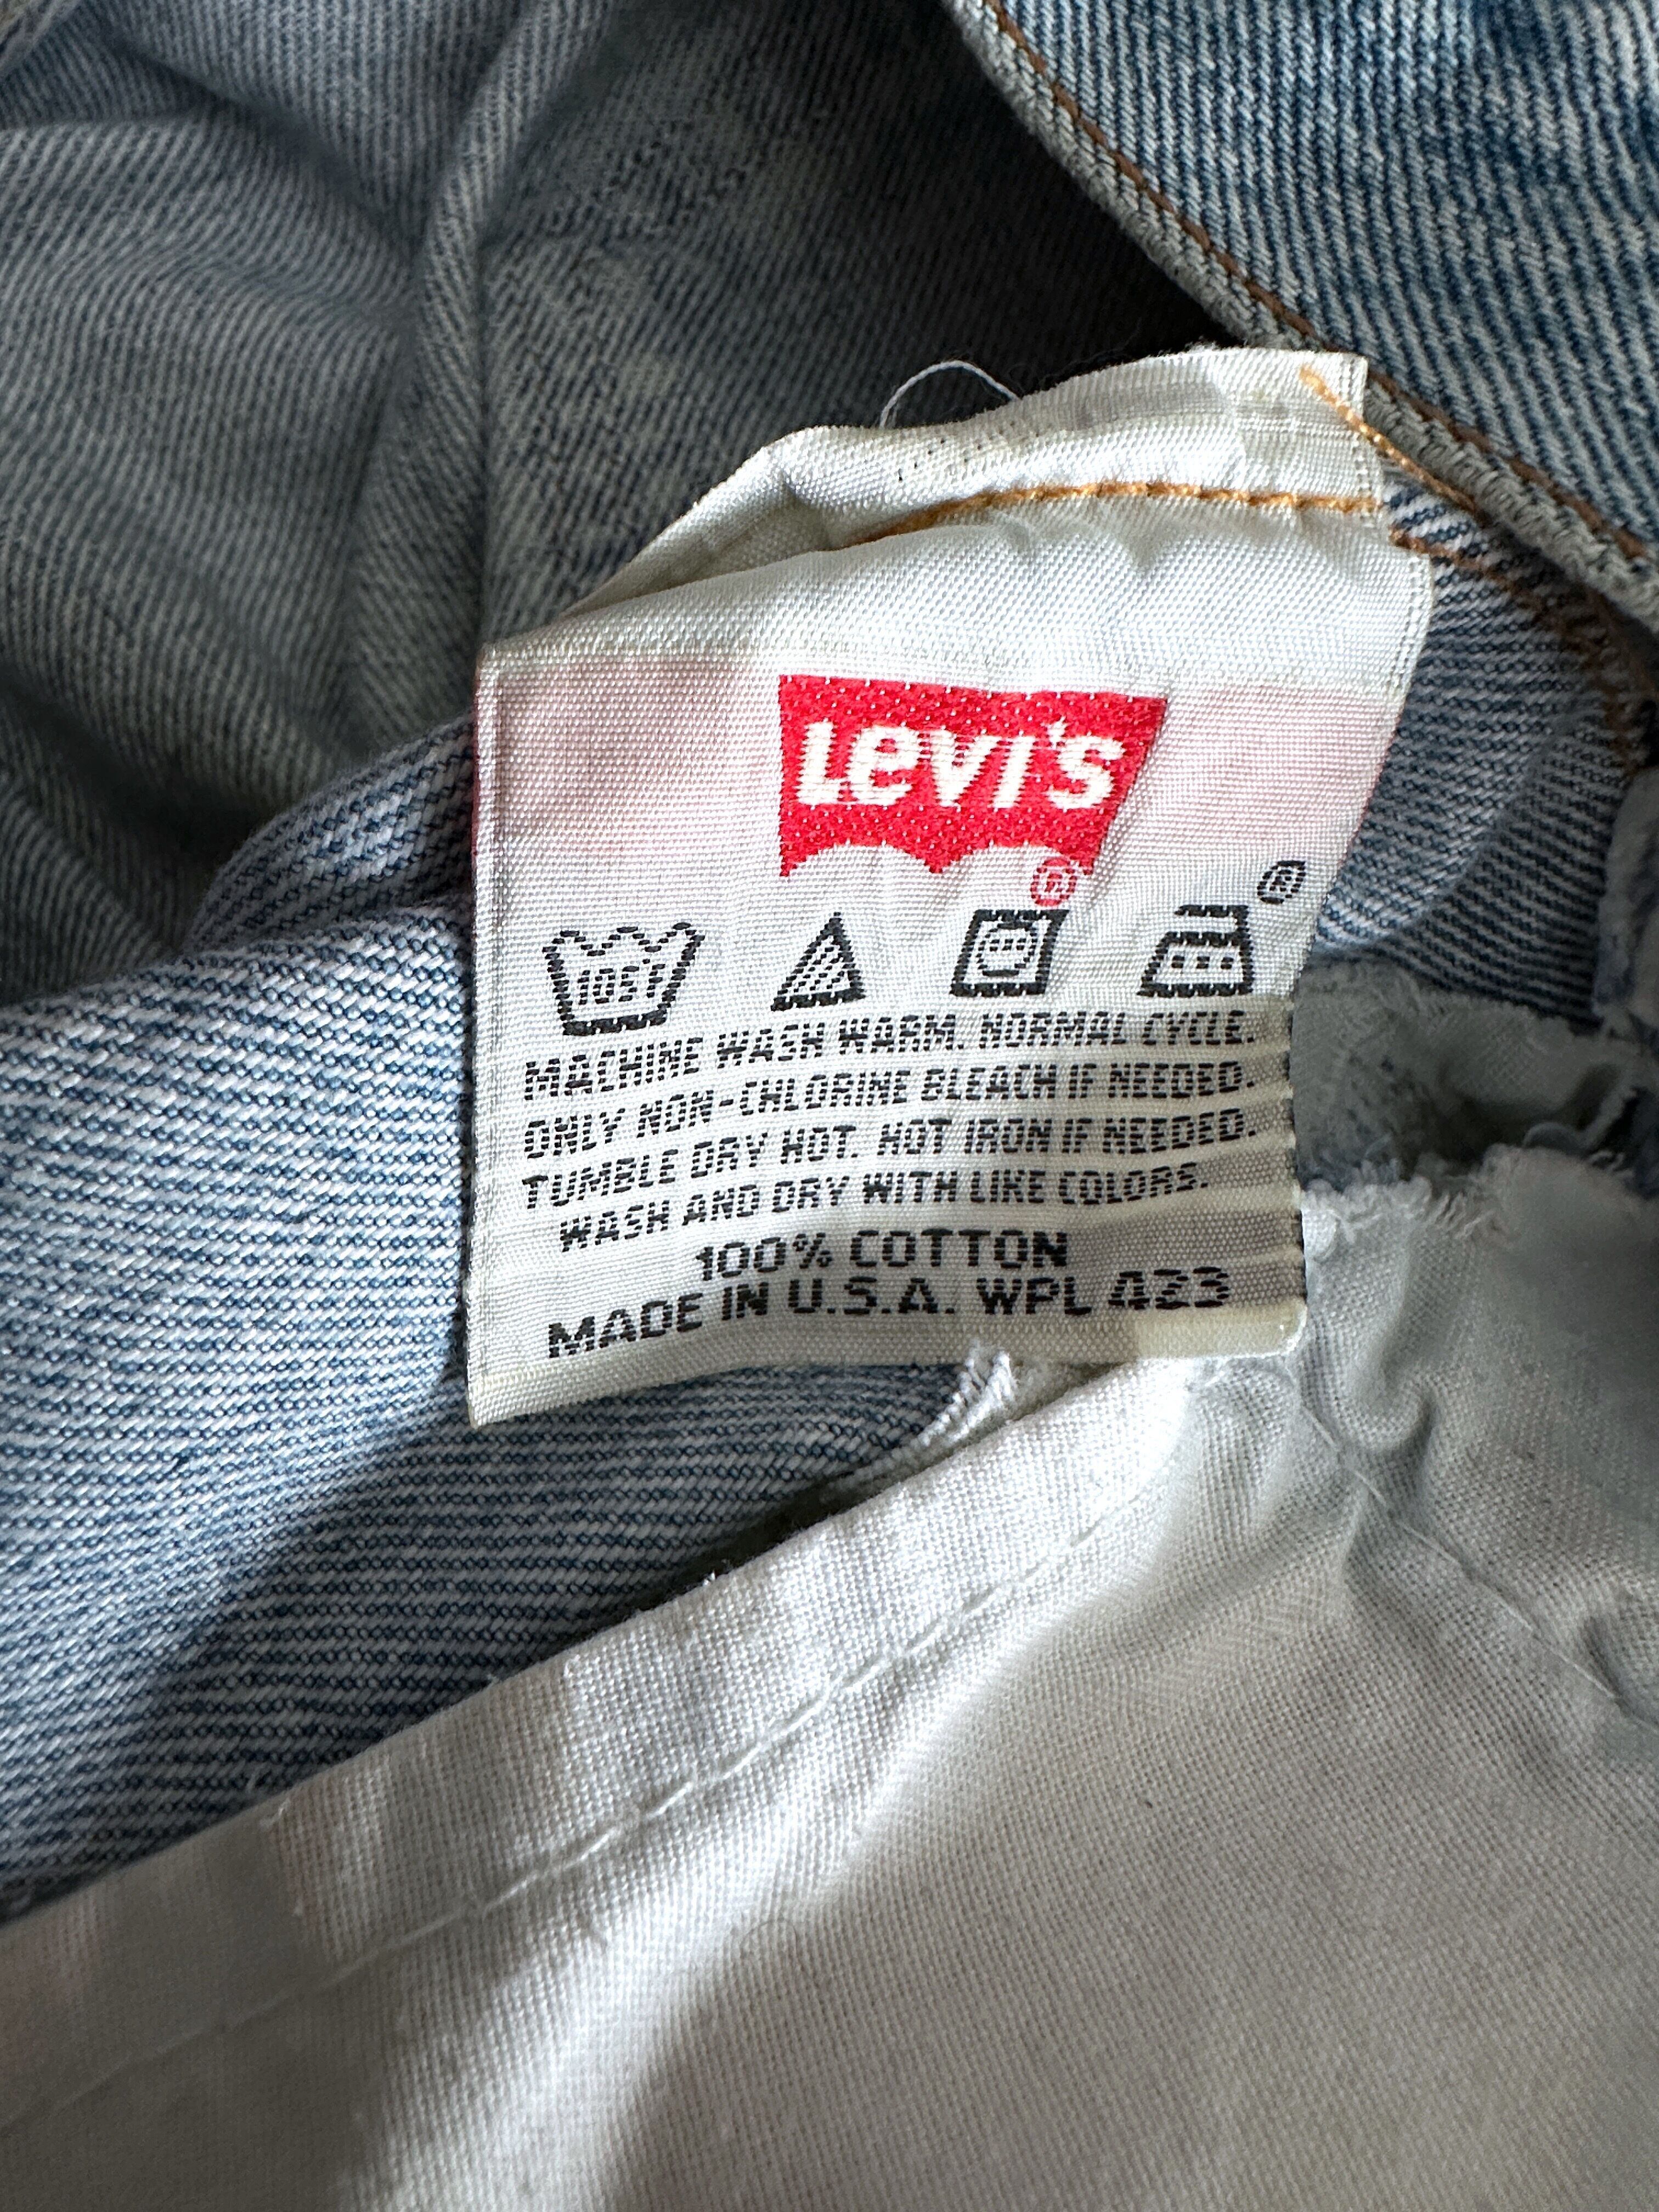 Levi's
®
®
105°F
MACHINE WASH WARM. NORMAL CYCLE.
ONLY NON-CHLORINE BLEACH IF NEEDED.
TUMBLE DRY HOT. HOT IRON IF NEEDED.
WASH AND DRY WITH LIKE COLORS.
100% COTTON
MADE IN U.S.A. WPL 423